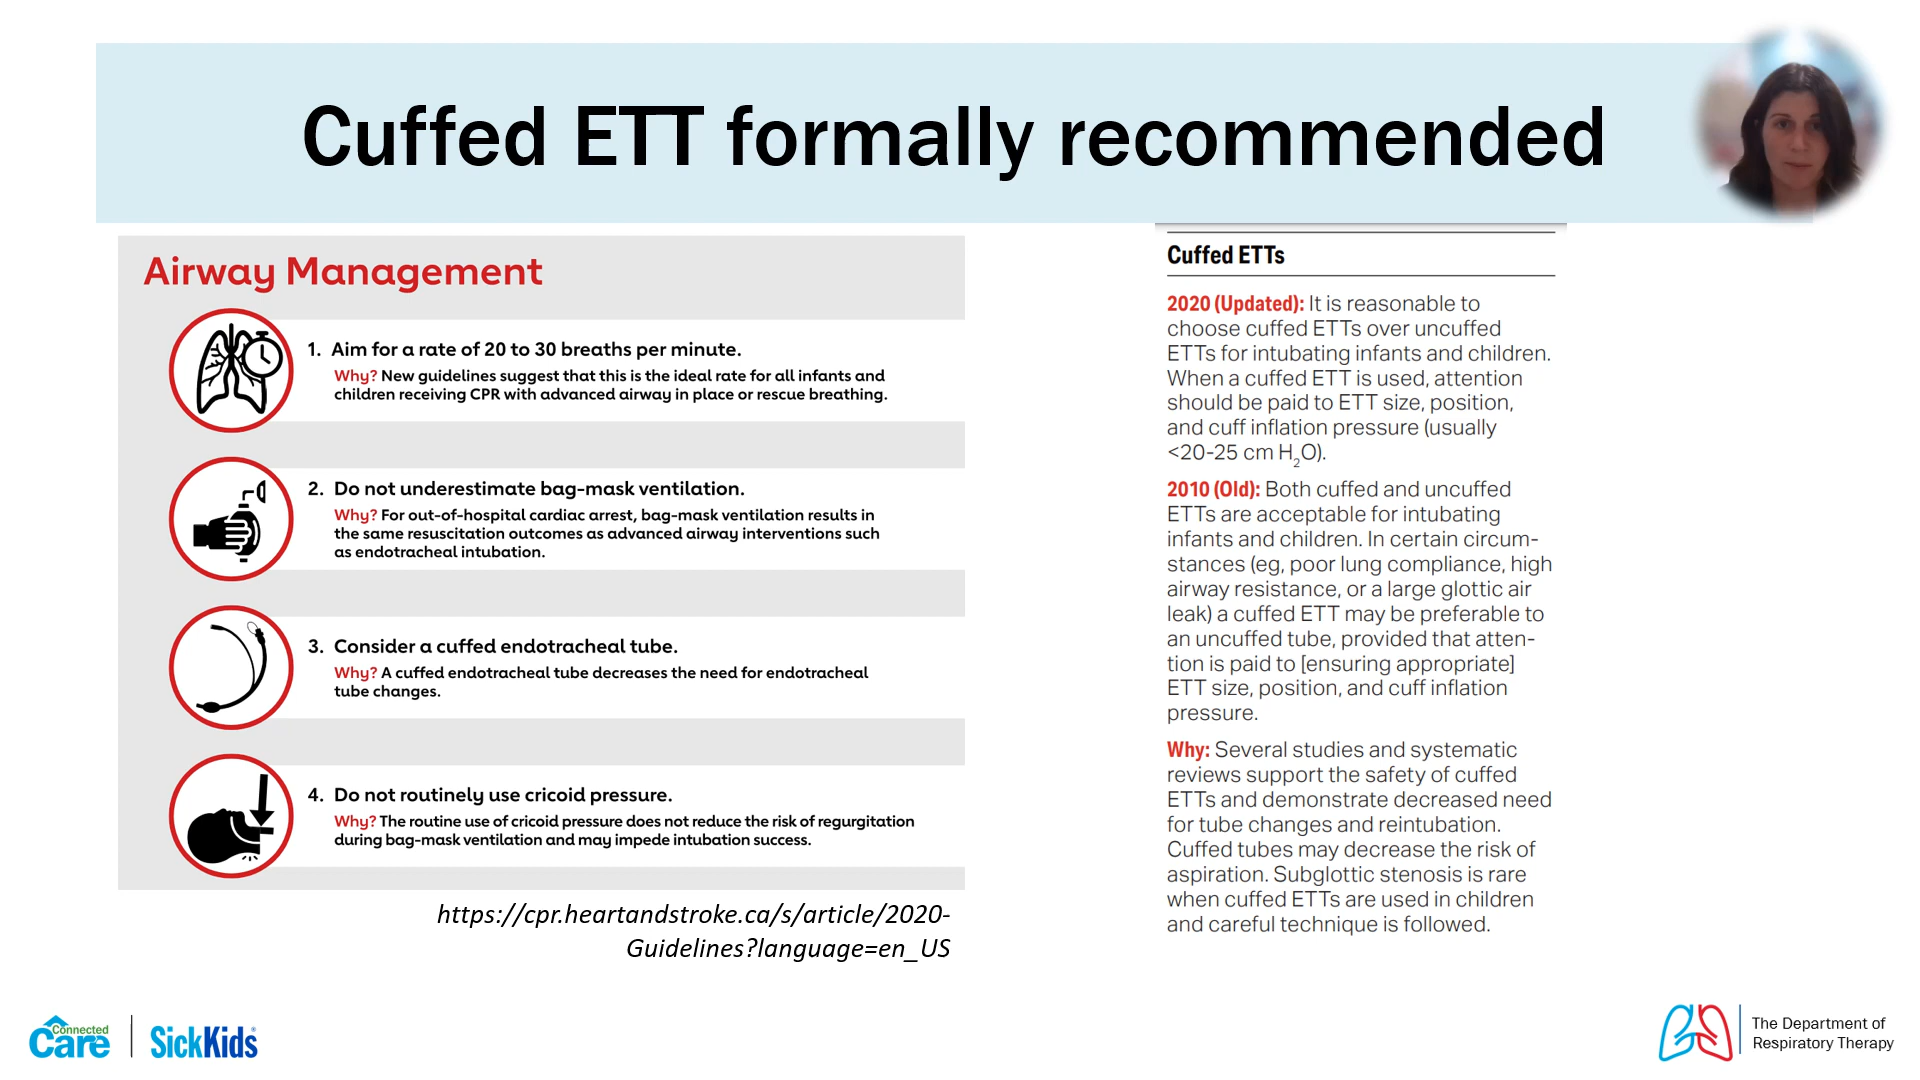 Cuffed ETT formally recommended
Airway Management
1. Aim for a rate of 20 to 30 breaths per minute.
Why? New guidelines suggest that this is the ideal rate for all infants and
children receiving CPR with advanced airway in place or rescue breathing.
2. Do not underestimate bag-mask ventilation.
Why? For out-of-hospital cardiac arrest, bag-mask ventilation results in
the same resuscitation outcomes as advanced airway interventions such
as endotracheal intubation.
3. Consider a cuffed endotracheal tube.
Why? A cuffed endotracheal tube decreases the need for endotracheal
tube changes.
4. Do not routinely use cricoid pressure.
Why? The routine use of cricoid pressure does not reduce the risk of regurgitation
during bag-mask ventilation and may impede intubation success.
https://cpr.heartandstroke.ca/s/article/2020-
Guidelines?language=en_US
Cuffed ETTs
2020 (Updated): It is reasonable to
choose cuffed ETTs over uncuffed
ETTs for intubating infants and children.
When a cuffed ETT is used, attention
should be paid to ETT size, position,
and cuff inflation pressure (usually
<20-25 cm H₂O).
2010 (Old): Both cuffed and uncuffed
ETTs are acceptable for intubating
infants and children. In certain circum-
stances (eg, poor lung compliance, high
airway resistance, or a large glottic air
leak) a cuffed ETT may be preferable to
an uncuffed tube, provided that atten-
tion is paid to [ensuring appropriate]
ETT size, position, and cuff inflation
pressure.
Why: Several studies and systematic
reviews support the safety of cuffed
ETTs and demonstrate decreased need
for tube changes and reintubation.
Cuffed tubes may decrease the risk of
aspiration. Subglottic stenosis is rare
when cuffed ETTs are used in children
and careful technique is followed.
Connected
Care
SickKids
The Department of
Respiratory Therapy